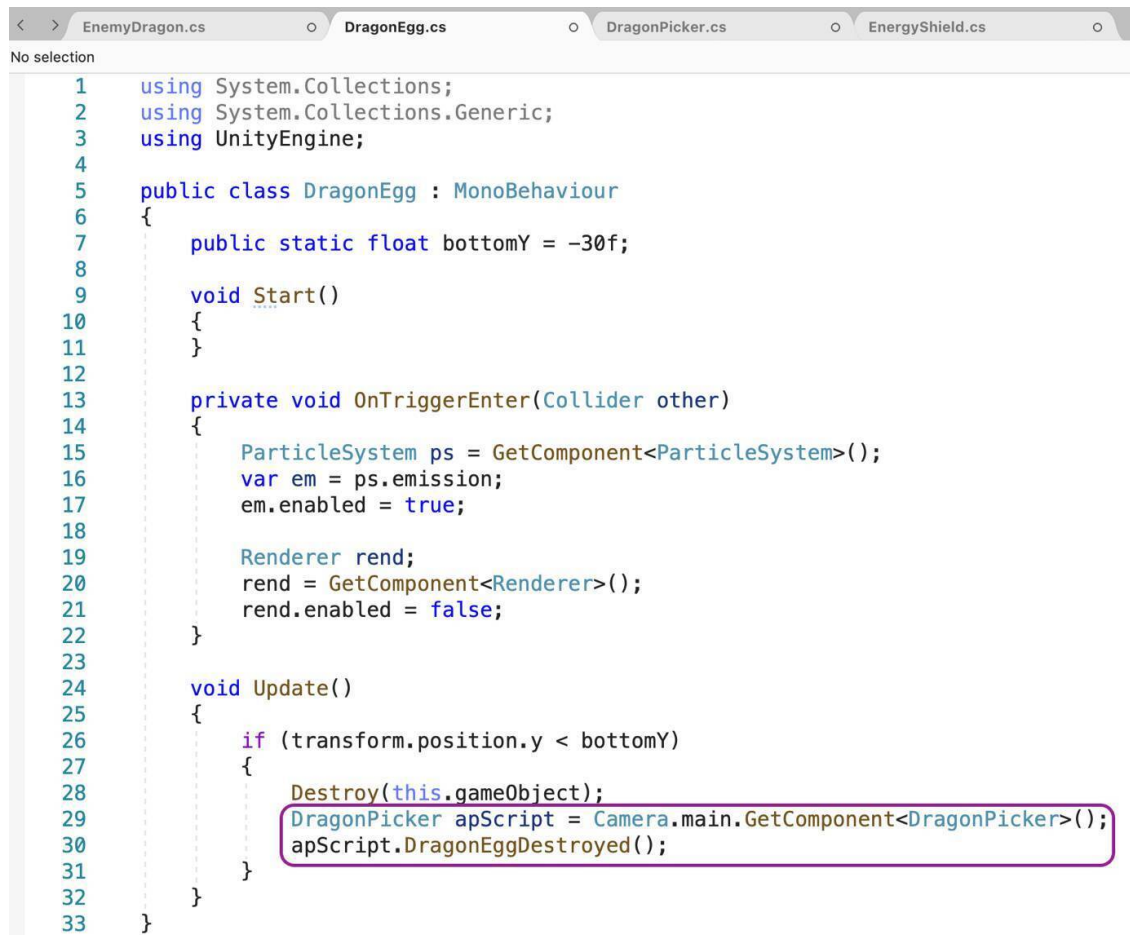 < > EnemyDragon.cs DragonEgg.cs DragonPicker.cs EnergyShield.cs
No selection
1 using System.Collections;
2 using System.Collections.Generic;
3 using UnityEngine;
4
5 public class DragonEgg : MonoBehaviour
6 {
7 public static float bottomY = -30f;
8
9 void Start()
10 {
11 }
12
13 private void OnTriggerEnter(Collider other)
14 {
15 ParticleSystem ps = GetComponent<ParticleSystem>();
16 var em = ps.emission;
17 em.enabled = true;
18
19 Renderer rend;
20 rend = GetComponent<Renderer>();
21 rend.enabled = false;
22 }
23
24 void Update()
25 {
26 if (transform.position.y < bottomY)
27 {
28 Destroy(this.gameObject);
29 DragonPicker apScript = Camera.main.GetComponent<DragonPicker>();
30 apScript.DragonEggDestroyed();
31 }
32 }
33 }